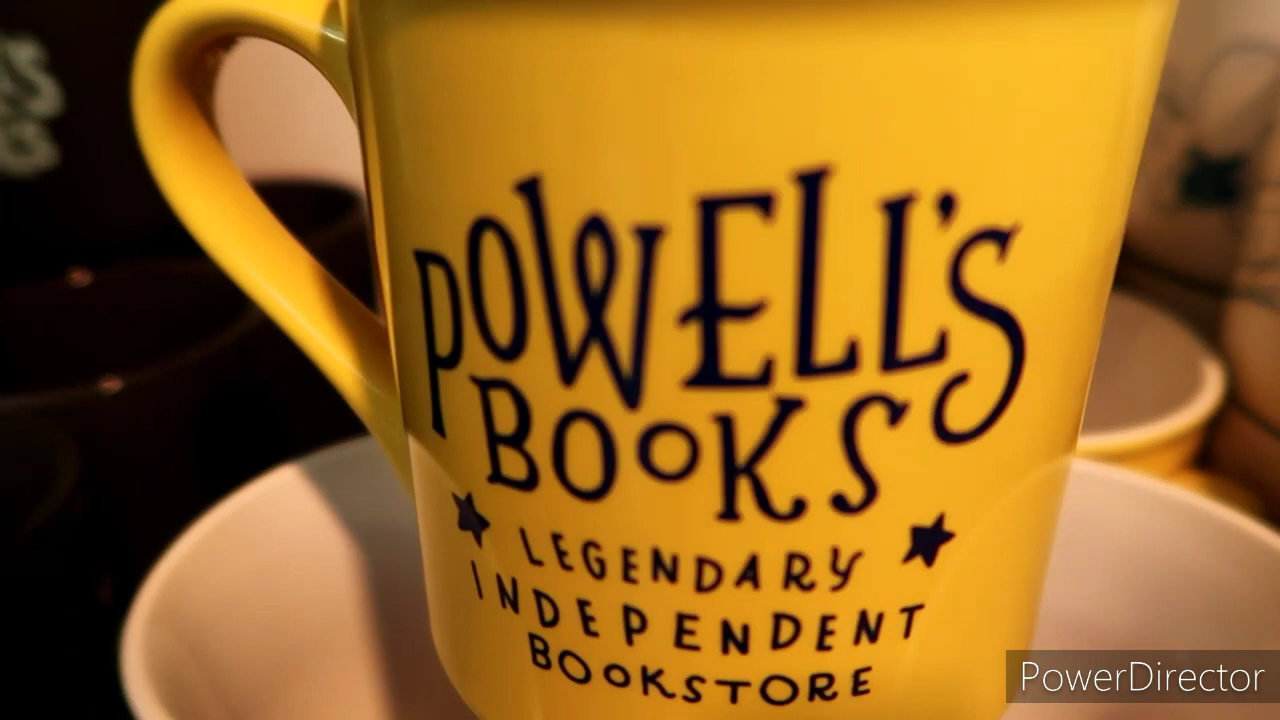 POWELL'S
BOOKS
LEGENDARY
INDEPENDENT
BOOKSTORE
PowerDirector